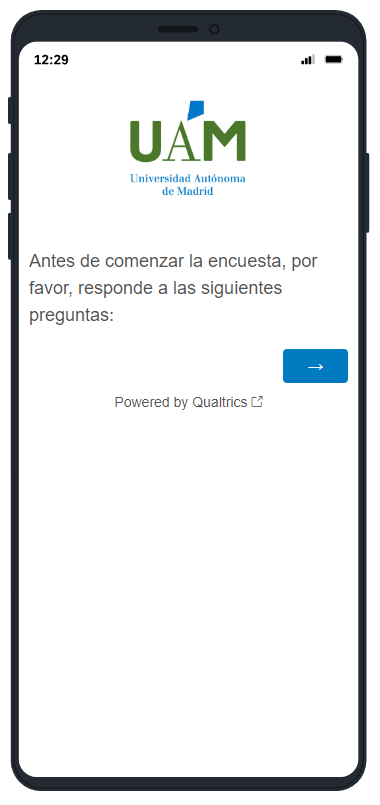 12:29
UAM
Universidad Autónoma
de Madrid
Antes de comenzar la encuesta, por
favor, responde a las siguientes
preguntas:
→
Powered by Qualtrics